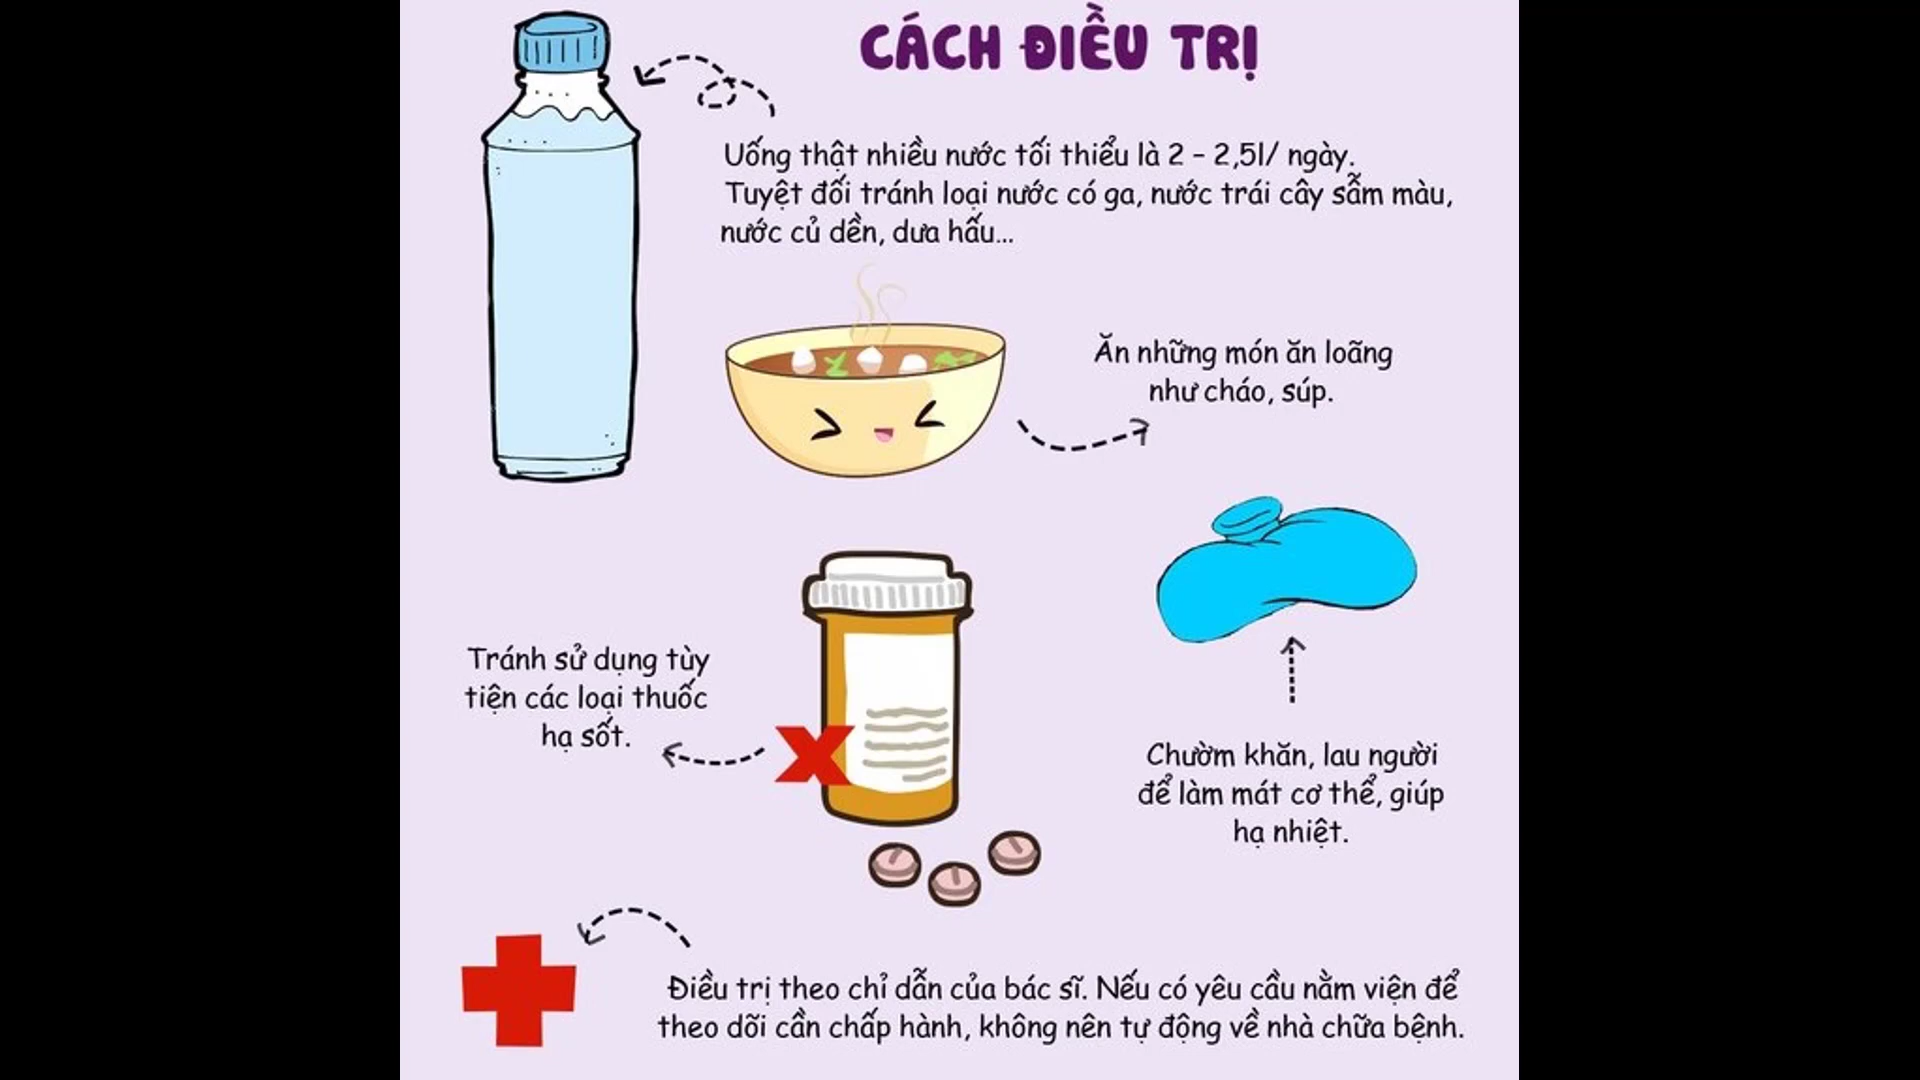 CÁCH ĐIỀU TRỊ
Uống thật nhiều nước tối thiểu là 2 – 2,5l/ ngày.
Tuyệt đối tránh loại nước có ga, nước trái cây sẫm màu,
nước củ dền, dưa hấu...
Ăn những món ăn loãng
như cháo, súp.
Tránh sử dụng tùy
tiện các loại thuốc
hạ sốt.
Chườm khăn, lau người
để làm mát cơ thể, giúp
hạ nhiệt.
Điều trị theo chỉ dẫn của bác sĩ. Nếu có yêu cầu nằm viện để
theo dõi cần chấp hành, không nên tự động về nhà chữa bệnh.